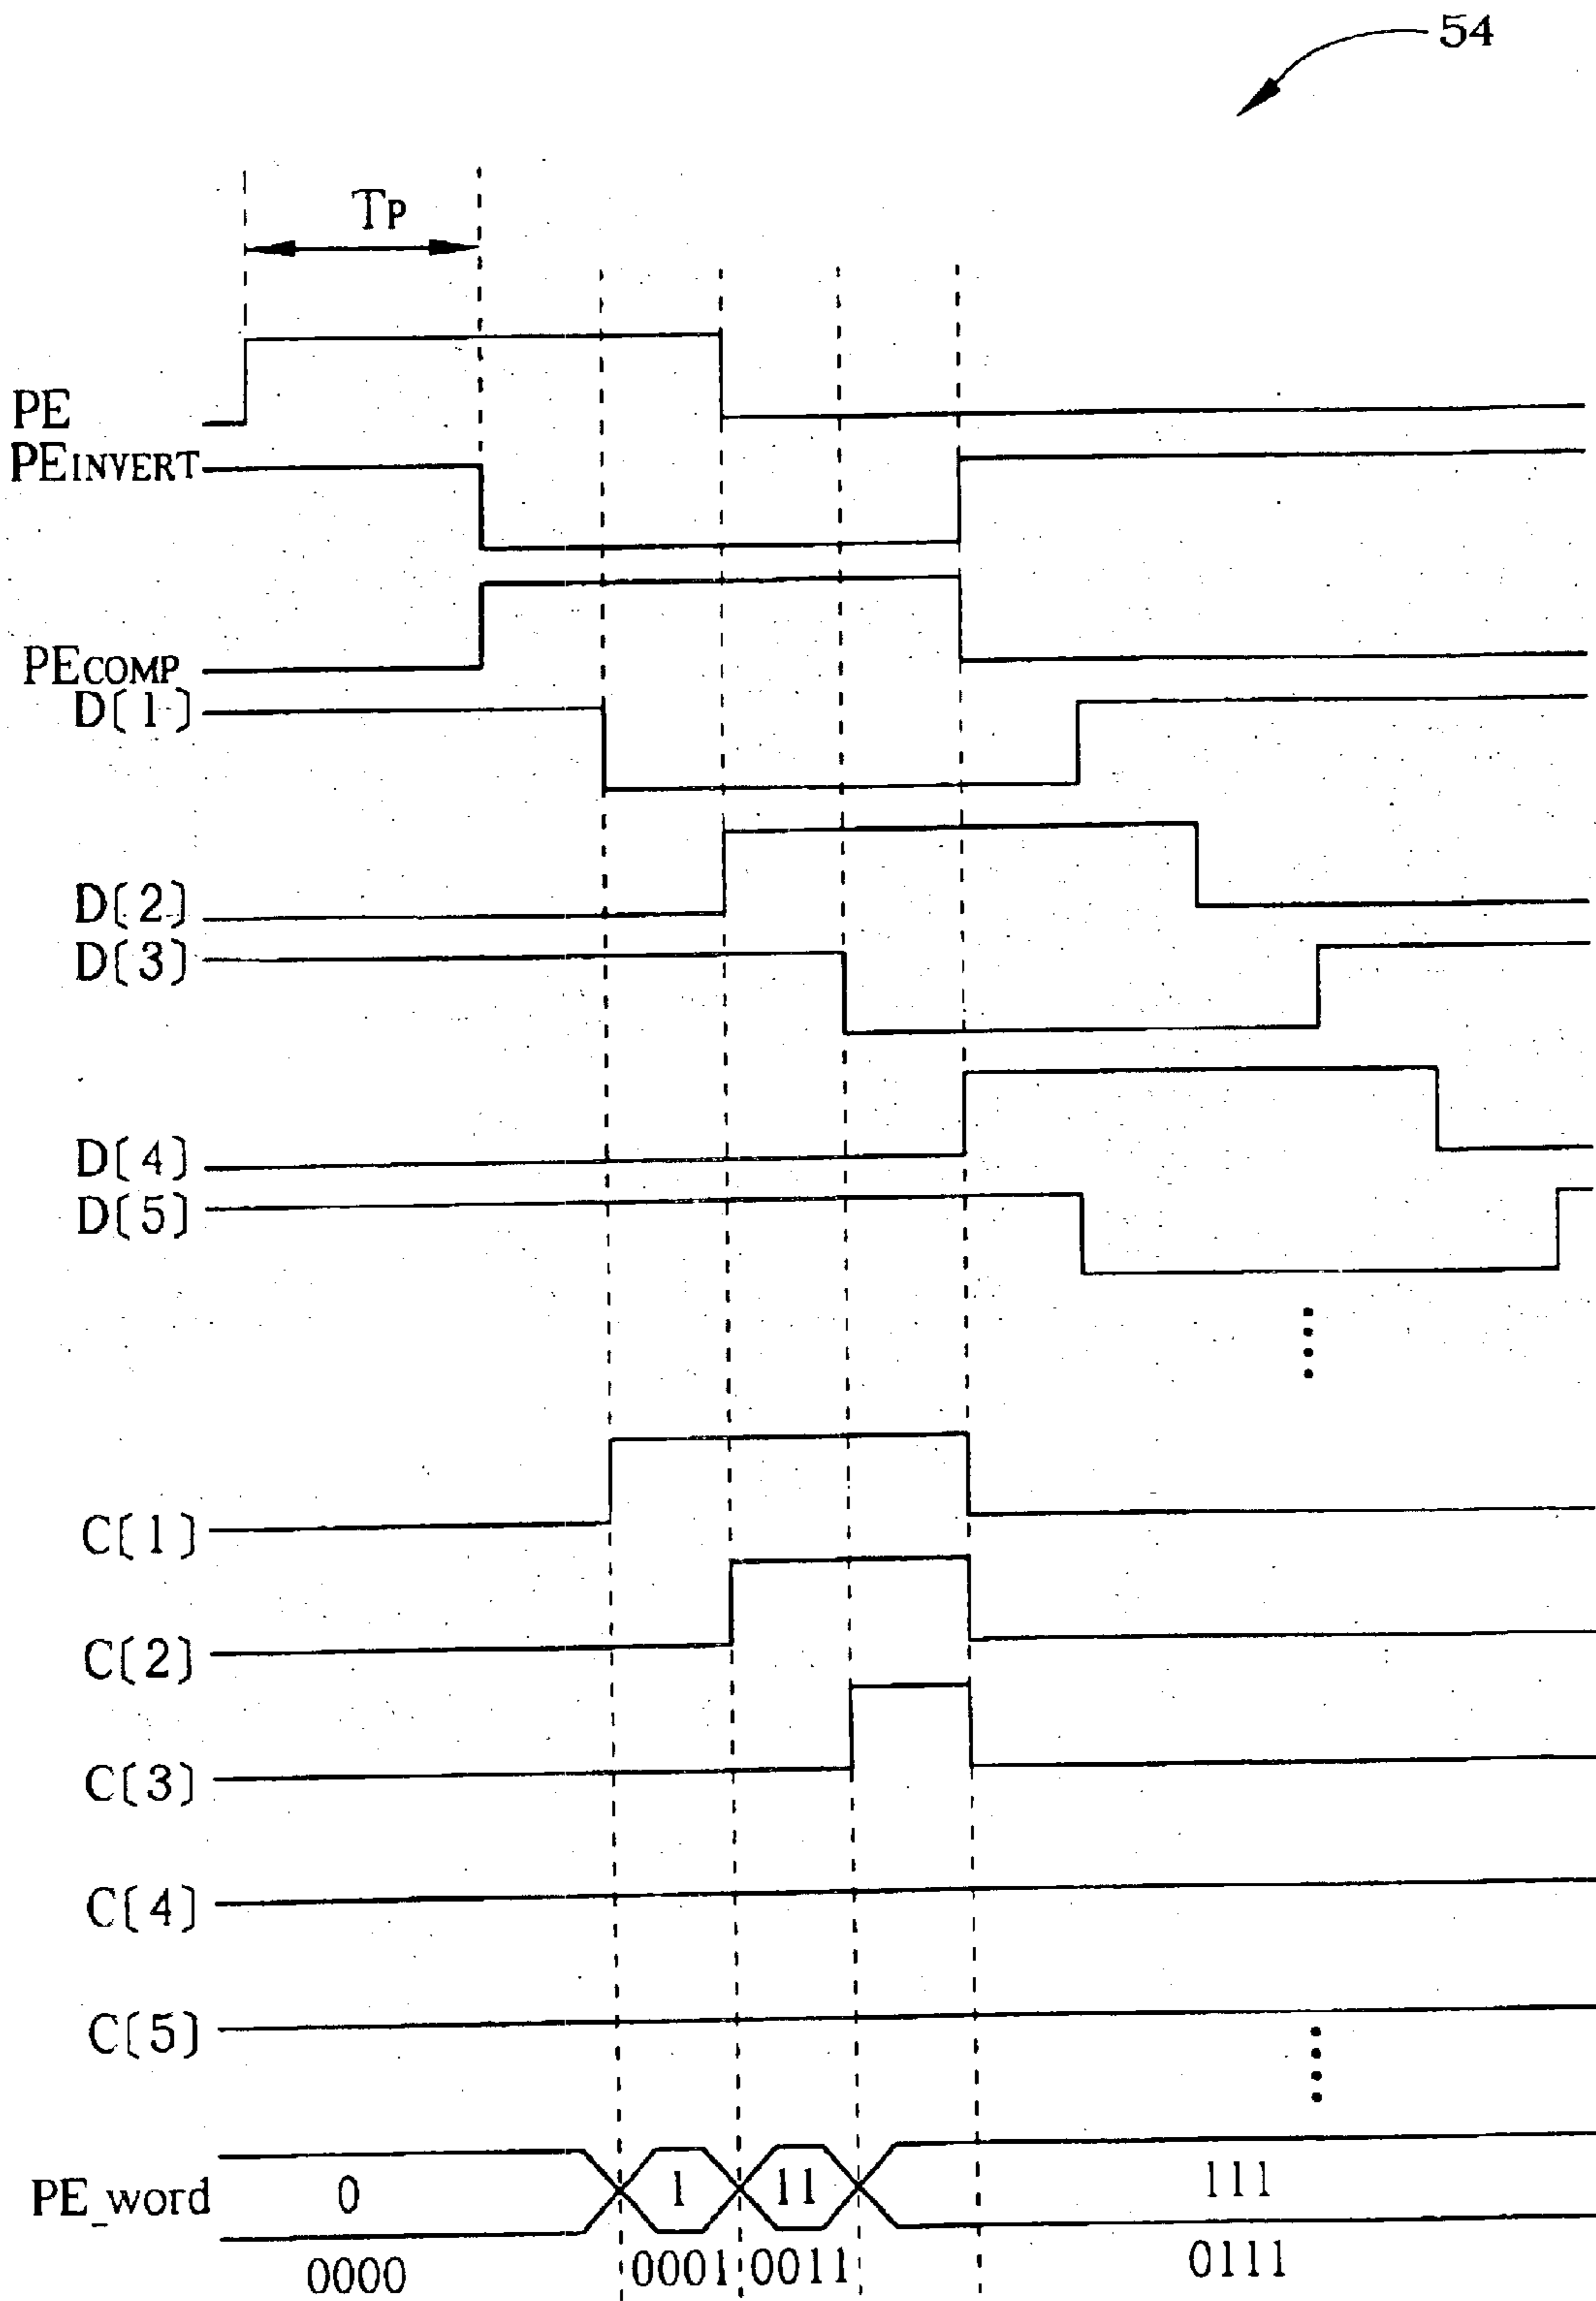 54
TP
PE
PEINVERT
PECOMP
D[1]
D[2]
D[3]
D[4]
D[5]
C[1]
C[2]
C[3]
C[4]
C[5]
PE_word 0 1 11 111
0000 0001 0011 0111